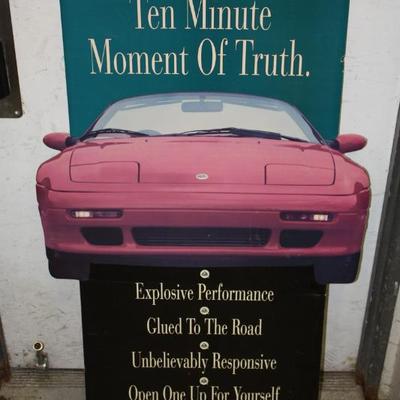 Ten Minute
Moment Of Truth.
Explosive Performance
Glued To The Road
Unbelievably Responsive
Open One Up For Yourself